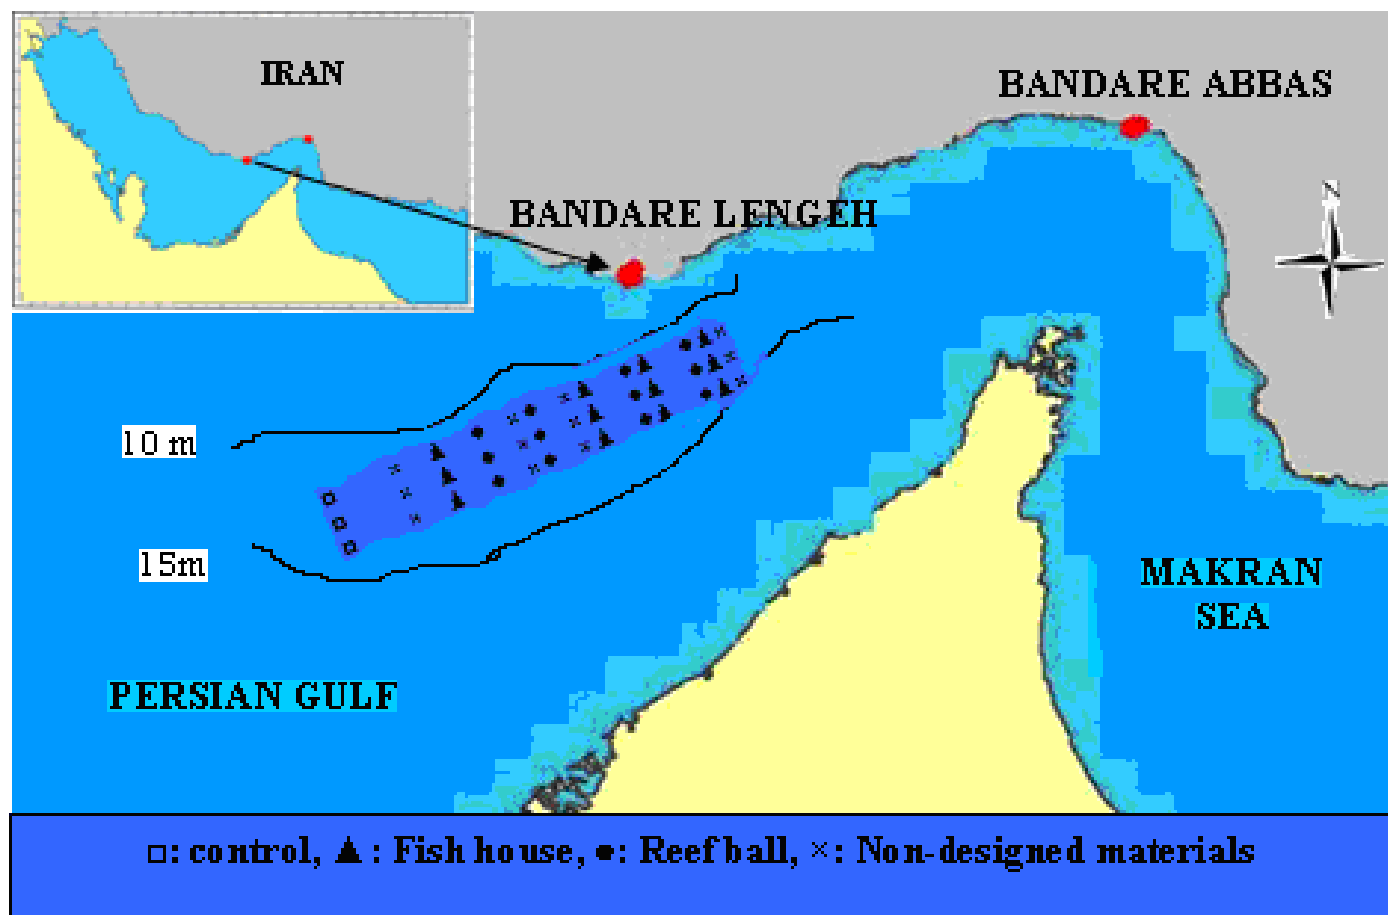 IRAN
BANDARE ABBAS
N
BANDARE LENGEH
10 m
15m
MAKRAN
SEA
PERSIAN GULF
□: control, ▲: Fish house, ●: Reef ball, ×: Non-designed materials